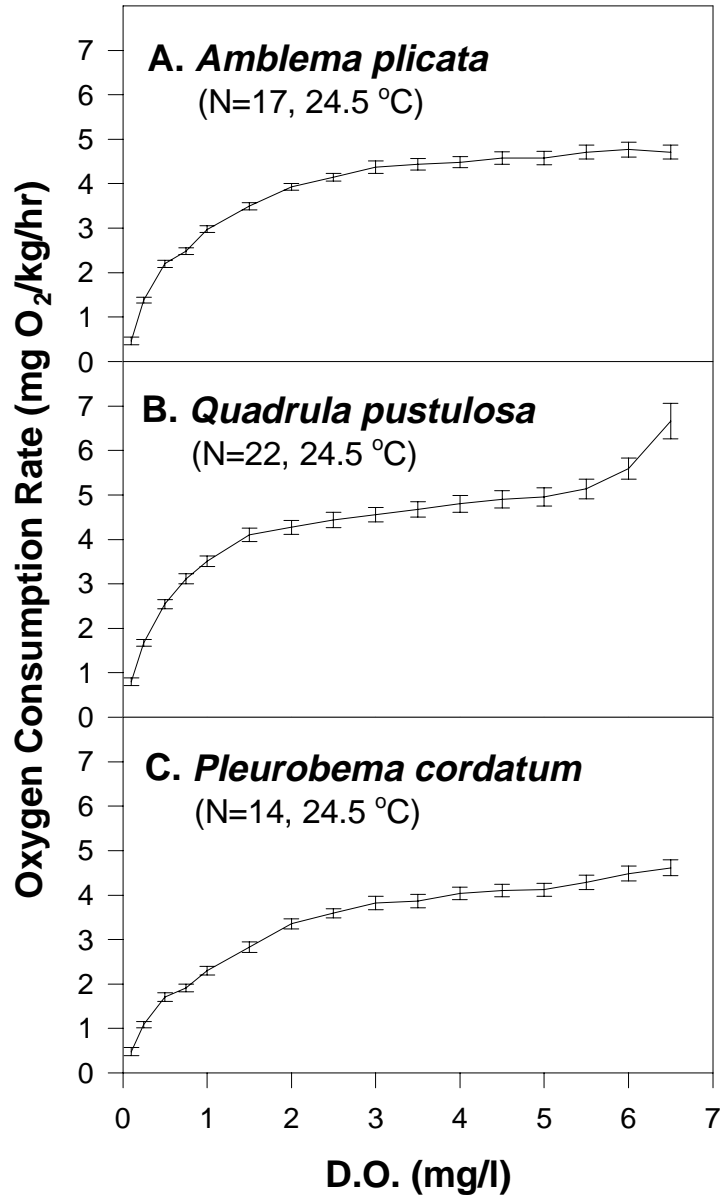 Oxygen Consumption Rate (mg O₂/kg/hr)
A. Amblema plicata
(N=17, 24.5 °C)
7
6
5
4
3
2
1
0
B. Quadrula pustulosa
(N=22, 24.5 °C)
7
6
5
4
3
2
1
0
C. Pleurobema cordatum
(N=14, 24.5 °C)
7
6
5
4
3
2
1
0
0 1 2 3 4 5 6 7
D.O. (mg/l)